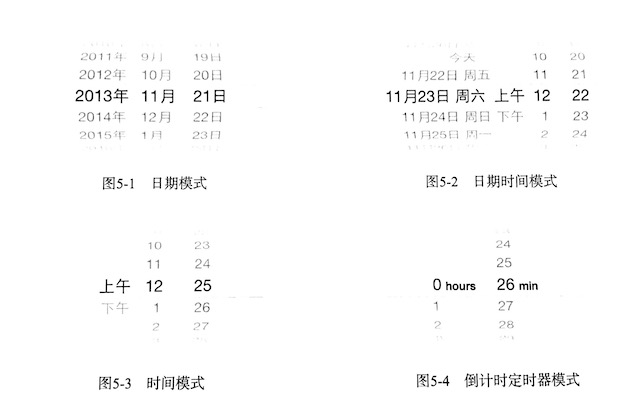 2011年 9月 19日
2012年 10月 20日
2013年 11月 21日
2014年 12月 22日
2015年 1月 23日
图5-1 日期模式
今天 10 20
11月22日 周五 11 21
11月23日 周六 上午 12 22
11月24日 周日 下午 1 23
11月25日 周一 2 24
图5-2 日期时间模式
10 23
11 24
上午 12 25
下午 1 26
2 27
图5-3 时间模式
24
25
0 hours 26 min
1 27
2 28
图5-4 倒计时定时器模式